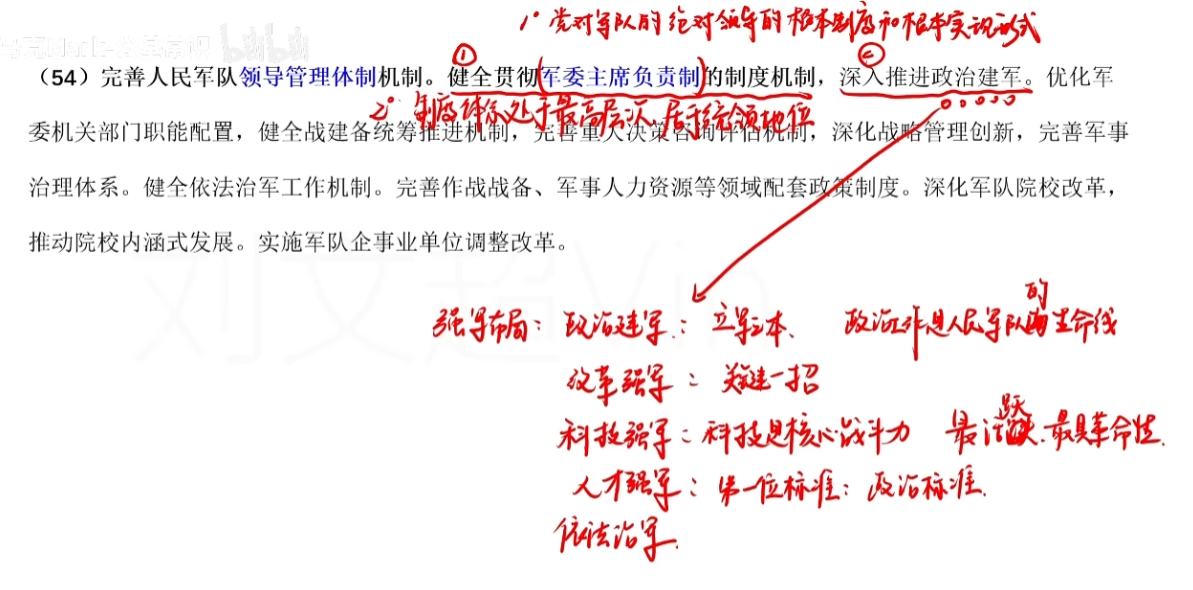 1° 党对军队的绝对领导的根本制度和根本实现形式
bilibili
① ②
（54）完善人民军队领导管理体制机制。健全贯彻(军委主席负责制)的制度机制，深入推进政治建军。优化军
2° 制度体系处于最高层次、居于统领地位
委机关部门职能配置，健全战建备统筹推进机制，完善重大决策咨询评估机制，深化战略管理创新，完善军事
治理体系。健全依法治军工作机制。完善作战战备、军事人力资源等领域配套政策制度。深化军队院校改革，
推动院校内涵式发展。实施军队企事业单位调整改革。
刘文超Vin
强军布局：政治建军：立军之本、 政治工作是人民军队的生命线
改革强军：关键一招
科技强军：科技是核心战斗力 最活跃、最具革命性.
人才强军：第一位标准：政治标准.
依法治军.